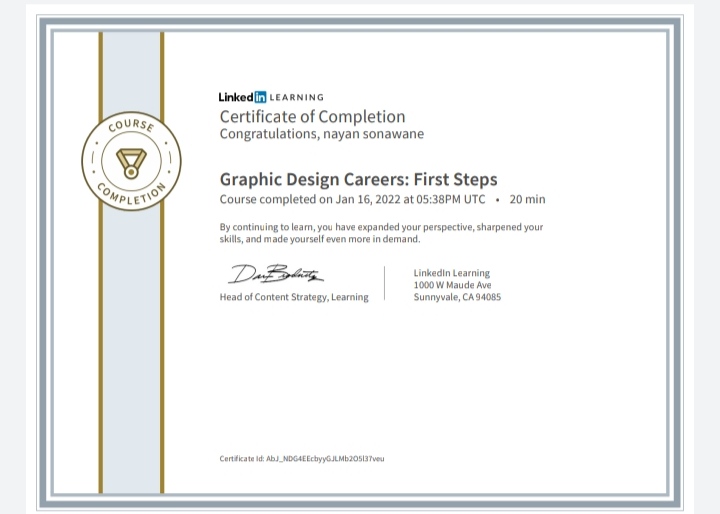 COURSE
COMPLETION
Linked in LEARNING
Certificate of Completion
Congratulations, nayan sonawane
Graphic Design Careers: First Steps
Course completed on Jan 16, 2022 at 05:38PM UTC • 20 min
By continuing to learn, you have expanded your perspective, sharpened your
skills, and made yourself even more in demand.
Head of Content Strategy, Learning
LinkedIn Learning
1000 W Maude Ave
Sunnyvale, CA 94085
Certificate Id: